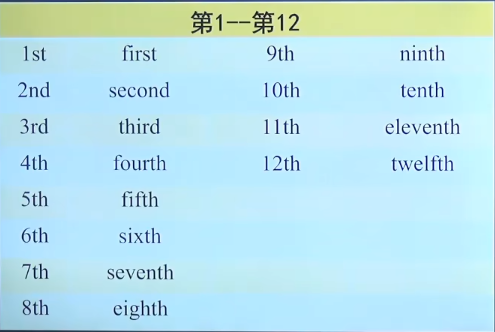 第1--第12
1st first 9th ninth
2nd second 10th tenth
3rd third 11th eleventh
4th fourth 12th twelfth
5th fifth
6th sixth
7th seventh
8th eighth